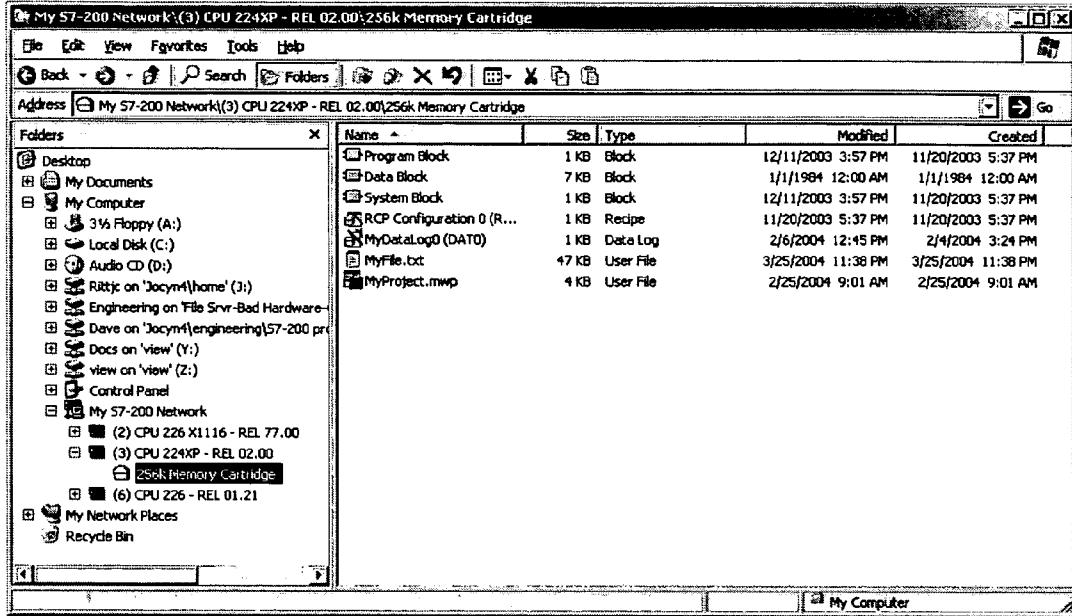 My S7-200 Network\(3) CPU 224XP - REL 02.00\256k Memory Cartridge
File Edit View Favorites Tools Help
Back Search Folders
Address My S7-200 Network\(3) CPU 224XP - REL 02.00\256k Memory Cartridge Go
Folders
Desktop
My Documents
My Computer
3½ Floppy (A:)
Local Disk (C:)
Audio CD (D:)
Rittjc on 'Jocyn4\home' (J:)
Engineering on 'File Srvr-Bad Hardware-
Dave on 'Jocyn4\engineering\S7-200 pr
Docs on 'view' (Y:)
view on 'view' (Z:)
Control Panel
My S7-200 Network
(2) CPU 226 X1116 - REL 77.00
(3) CPU 224XP - REL 02.00
256k Memory Cartridge
(6) CPU 226 - REL 01.21
My Network Places
Recycle Bin
Name Size Type Modified Created
Program Block 1 KB Block 12/11/2003 3:57 PM 11/20/2003 5:37 PM
Data Block 7 KB Block 1/1/1984 12:00 AM 1/1/1984 12:00 AM
System Block 1 KB Block 12/11/2003 3:57 PM 11/20/2003 5:37 PM
RCP Configuration 0 (R... 1 KB Recipe 11/20/2003 5:37 PM 11/20/2003 5:37 PM
MyDataLog0 (DAT0) 1 KB Data Log 2/6/2004 12:45 PM 2/4/2004 3:24 PM
MyFile.txt 47 KB User File 3/25/2004 11:38 PM 3/25/2004 11:38 PM
MyProject.mwp 4 KB User File 2/25/2004 9:01 AM 2/25/2004 9:01 AM
My Computer